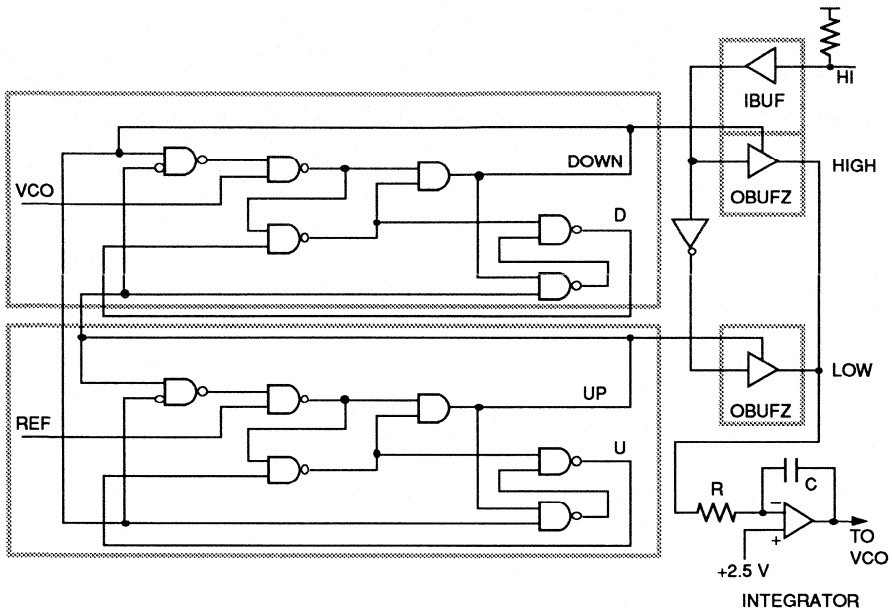 HI
IBUF
DOWN
HIGH
VCO
OBUFZ
D
LOW
UP
OBUFZ
REF
U
R
C
−
+
TO
VCO
+2.5 V
INTEGRATOR